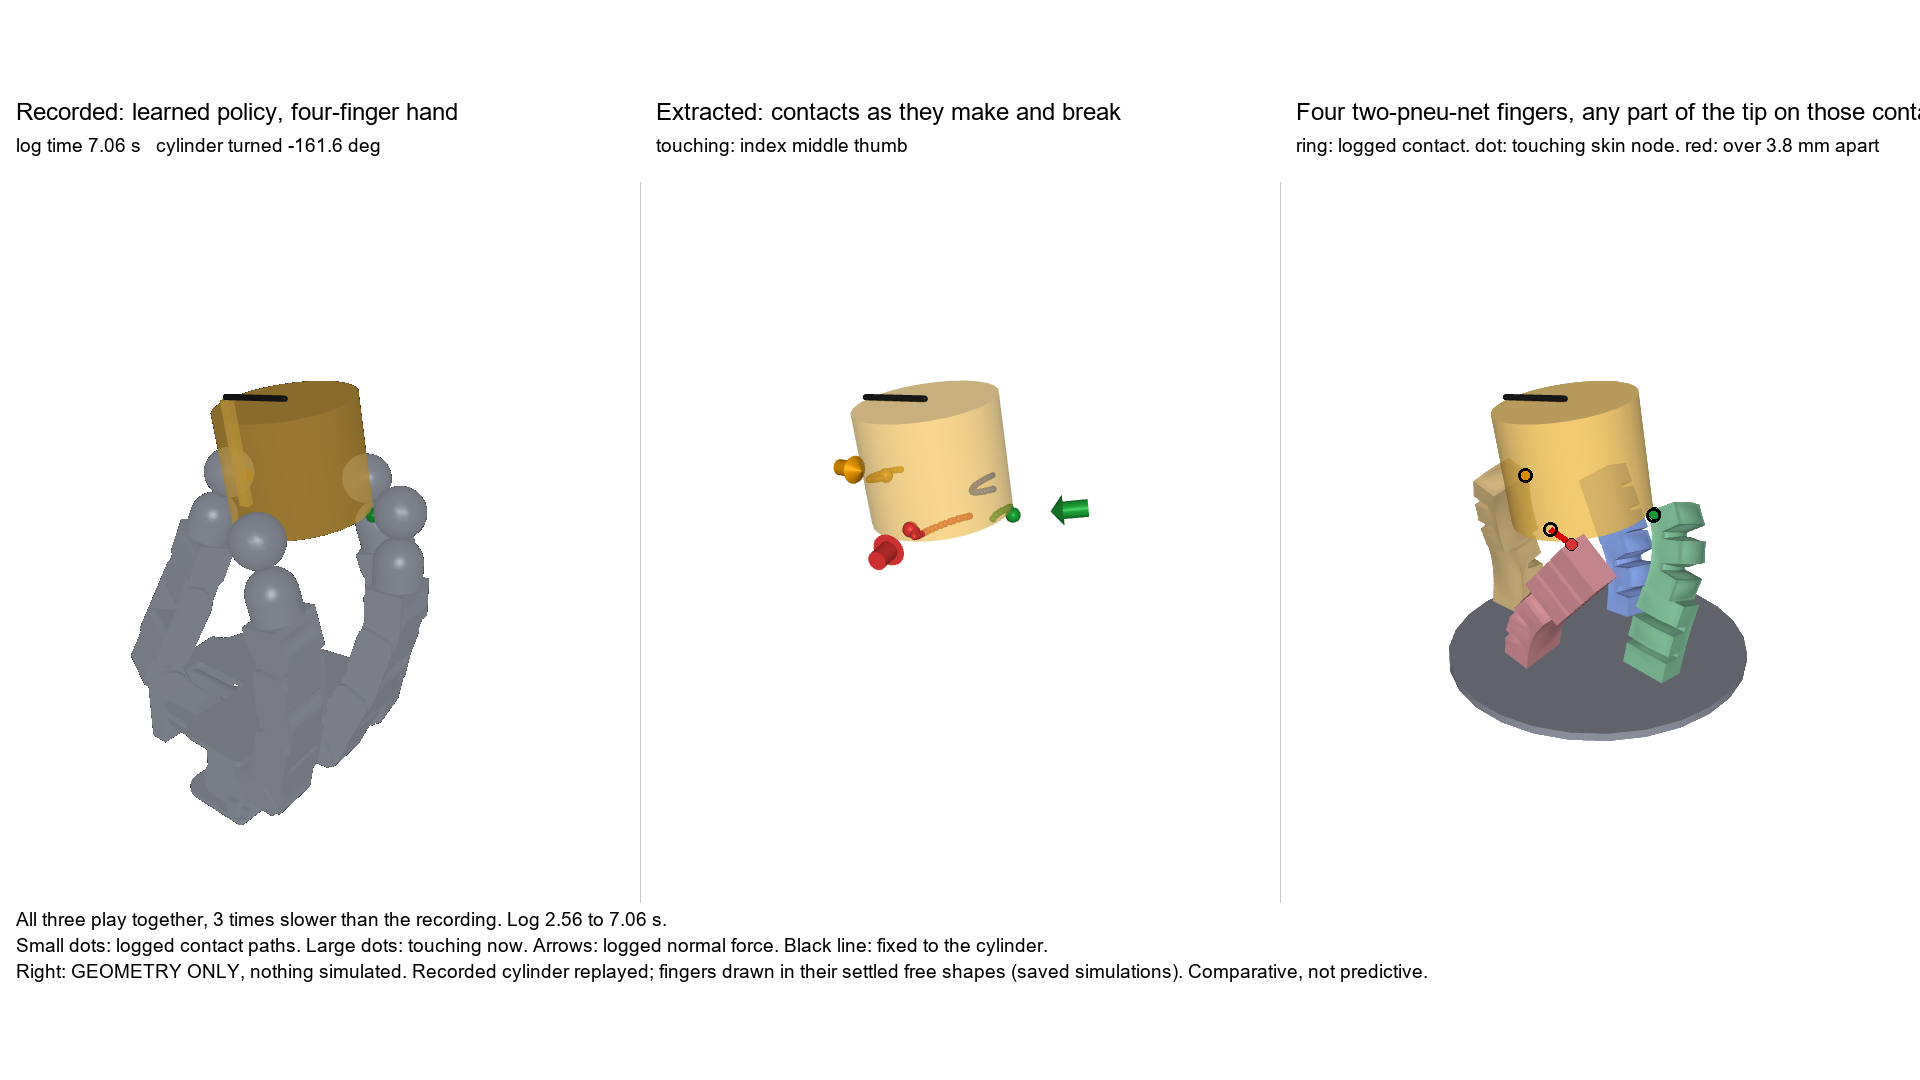 Recorded: learned policy, four-finger hand
log time 7.06 s   cylinder turned -161.6 deg
Extracted: contacts as they make and break
touching: index middle thumb
Four two-pneu-net fingers, any part of the tip on those
ring: logged contact. dot: touching skin node. red: over 3.8 mm apart
All three play together, 3 times slower than the recording. Log 2.56 to 7.06 s.
Small dots: logged contact paths. Large dots: touching now. Arrows: logged normal force. Black line: fixed to the cylinder.
Right: GEOMETRY ONLY, nothing simulated. Recorded cylinder replayed; fingers drawn in their settled free shapes (saved simulations). Comparative, not predictive.